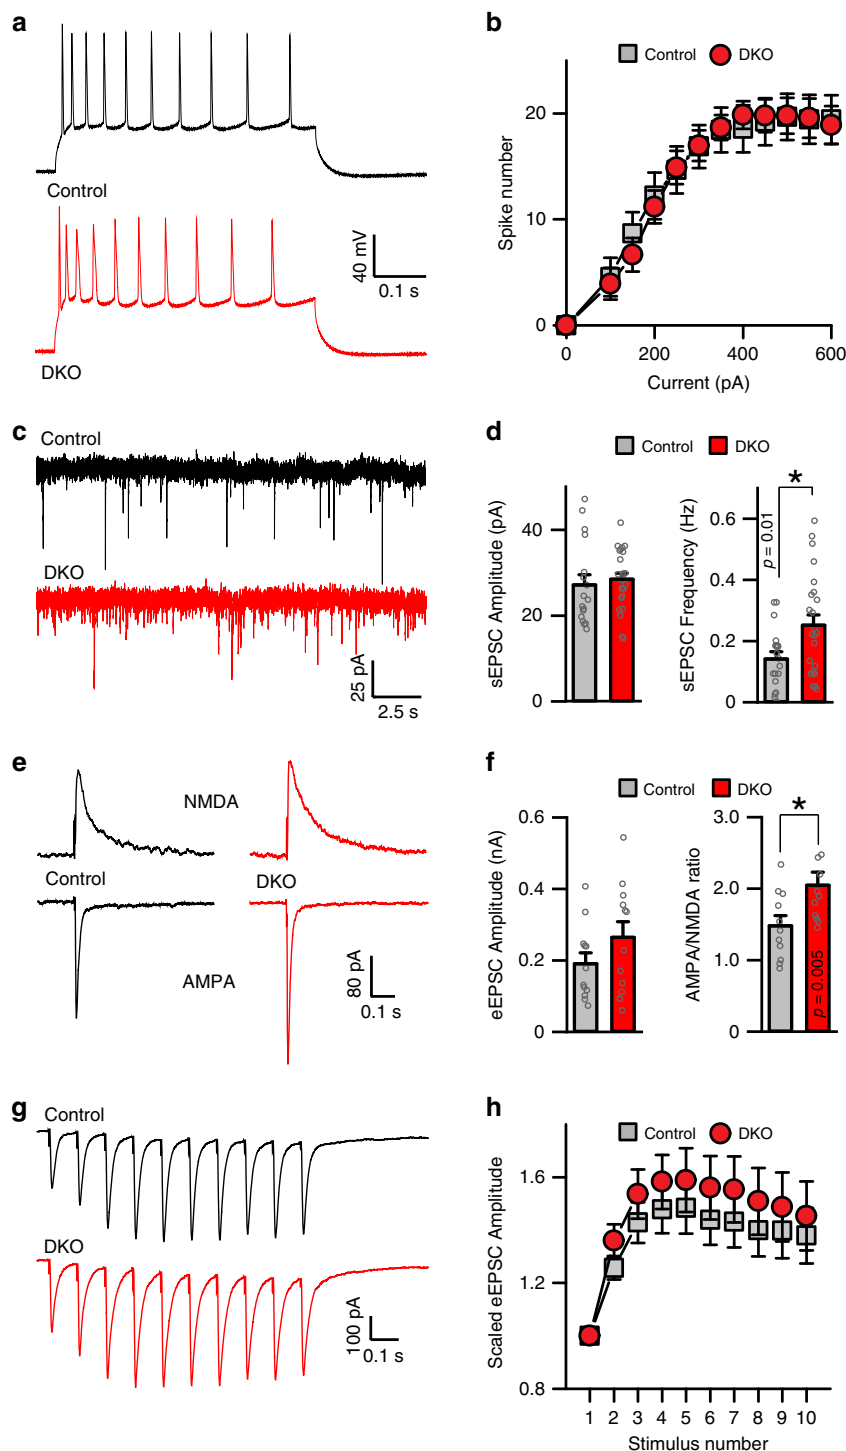 a
Control
40 mV
0.1 s
DKO
b
Control DKO
Spike number
20
10
0
0 200 400 600
Current (pA)
c
Control
DKO
25 pA
2.5 s
d
Control DKO
sEPSC Amplitude (pA)
40
20
0
sEPSC Frequency (Hz)
0.6
0.4
0.2
0
p = 0.01
*
e
NMDA
Control DKO
AMPA
80 pA
0.1 s
f
Control DKO
eEPSC Amplitude (nA)
0.6
0.4
0.2
0
AMPA/NMDA ratio
3.0
2.0
1.0
0
*
p = 0.005
g
Control
DKO
100 pA
0.1 s
h
Control DKO
Scaled eEPSC Amplitude
1.6
1.2
0.8
1 2 3 4 5 6 7 8 9 10
Stimulus number